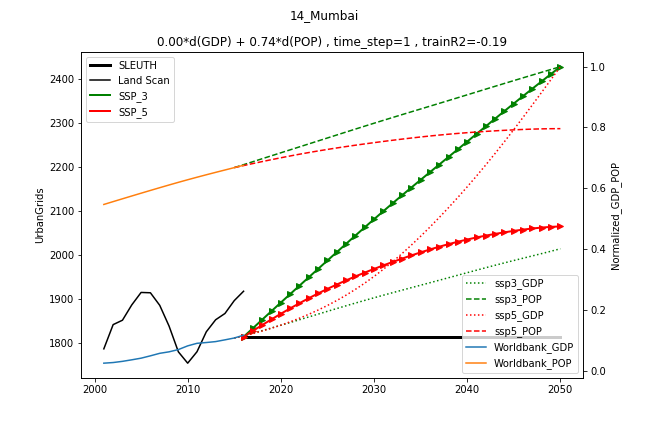 14_Mumbai
0.00*d(GDP) + 0.74*d(POP) , time_step=1 , trainR2=-0.19
SLEUTH
Land Scan
SSP_3
SSP_5
2400
2300
2200
2100
2000
1900
1800
UrbanGrids
1.0
0.8
0.6
0.4
0.2
0.0
Normalized_GDP_POP
ssp3_GDP
ssp3_POP
ssp5_GDP
ssp5_POP
Worldbank_GDP
Worldbank_POP
2000
2010
2020
2030
2040
2050